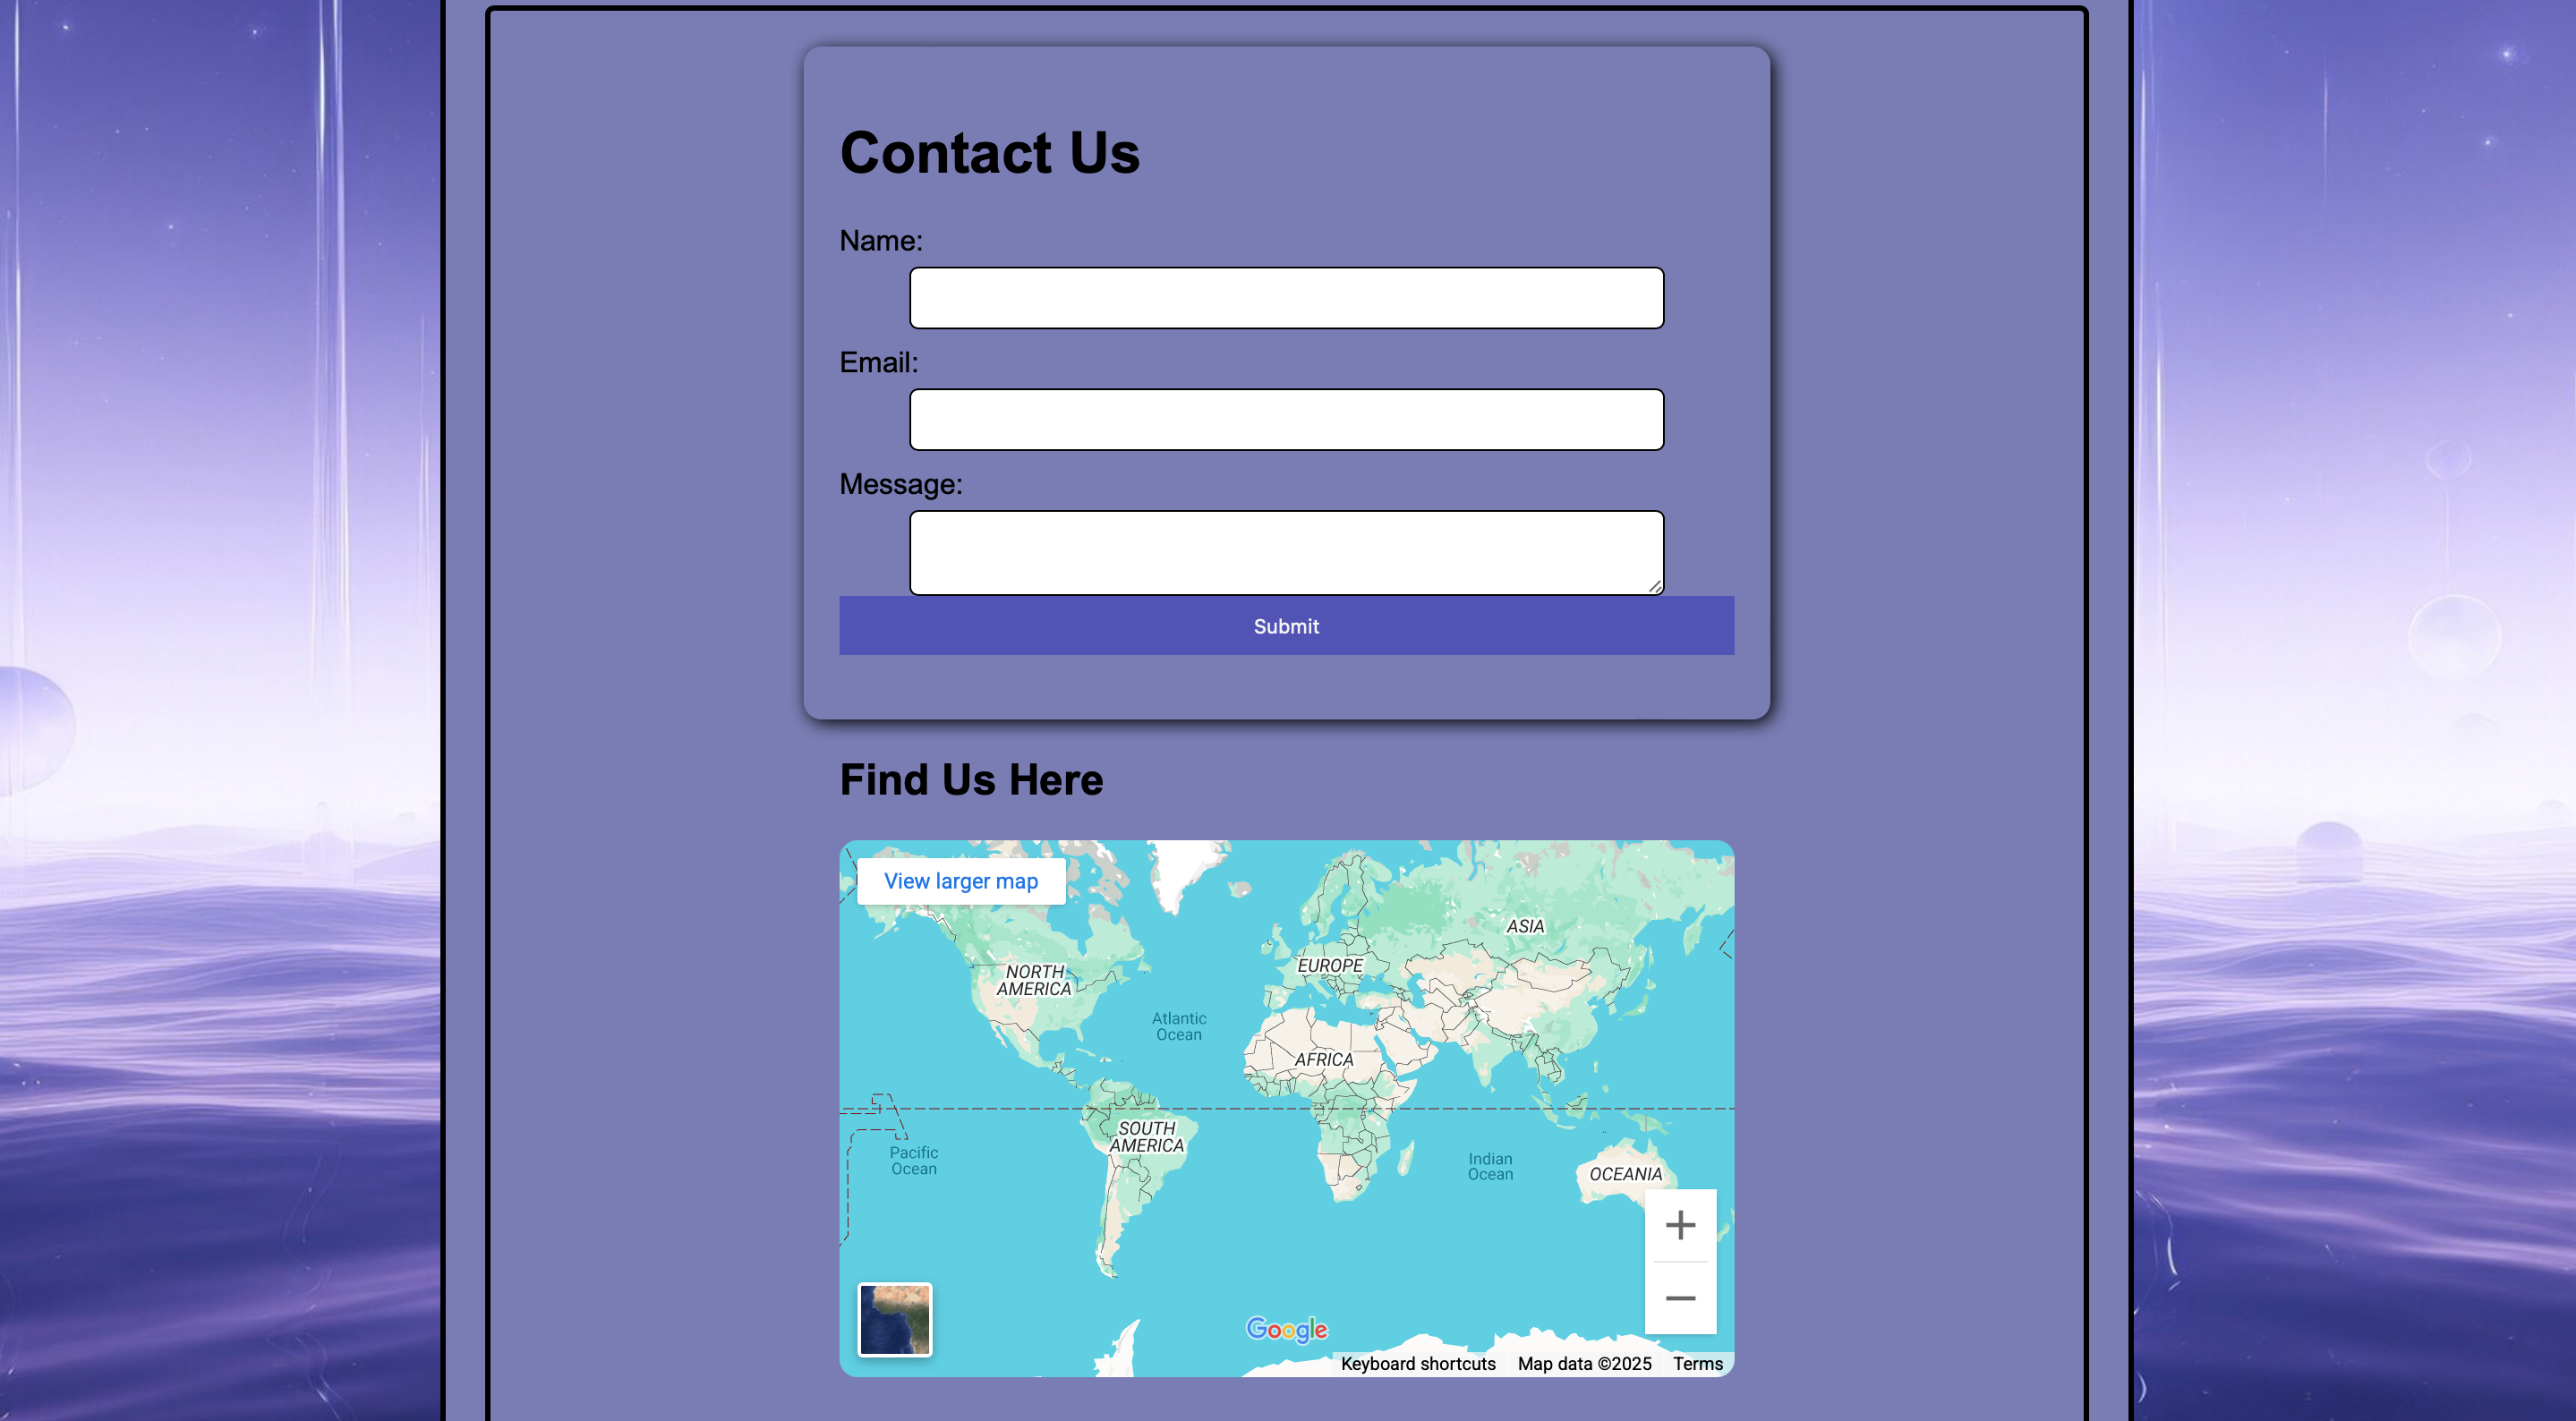 Contact Us
Name:
Email:
Message:
Submit
Find Us Here
View larger map
ASIA
EUROPE
NORTH
AMERICA
Atlantic
Ocean
AFRICA
SOUTH
AMERICA
Pacific
Ocean
Indian
Ocean
OCEANIA
Google
Keyboard shortcuts Map data ©2025 Terms